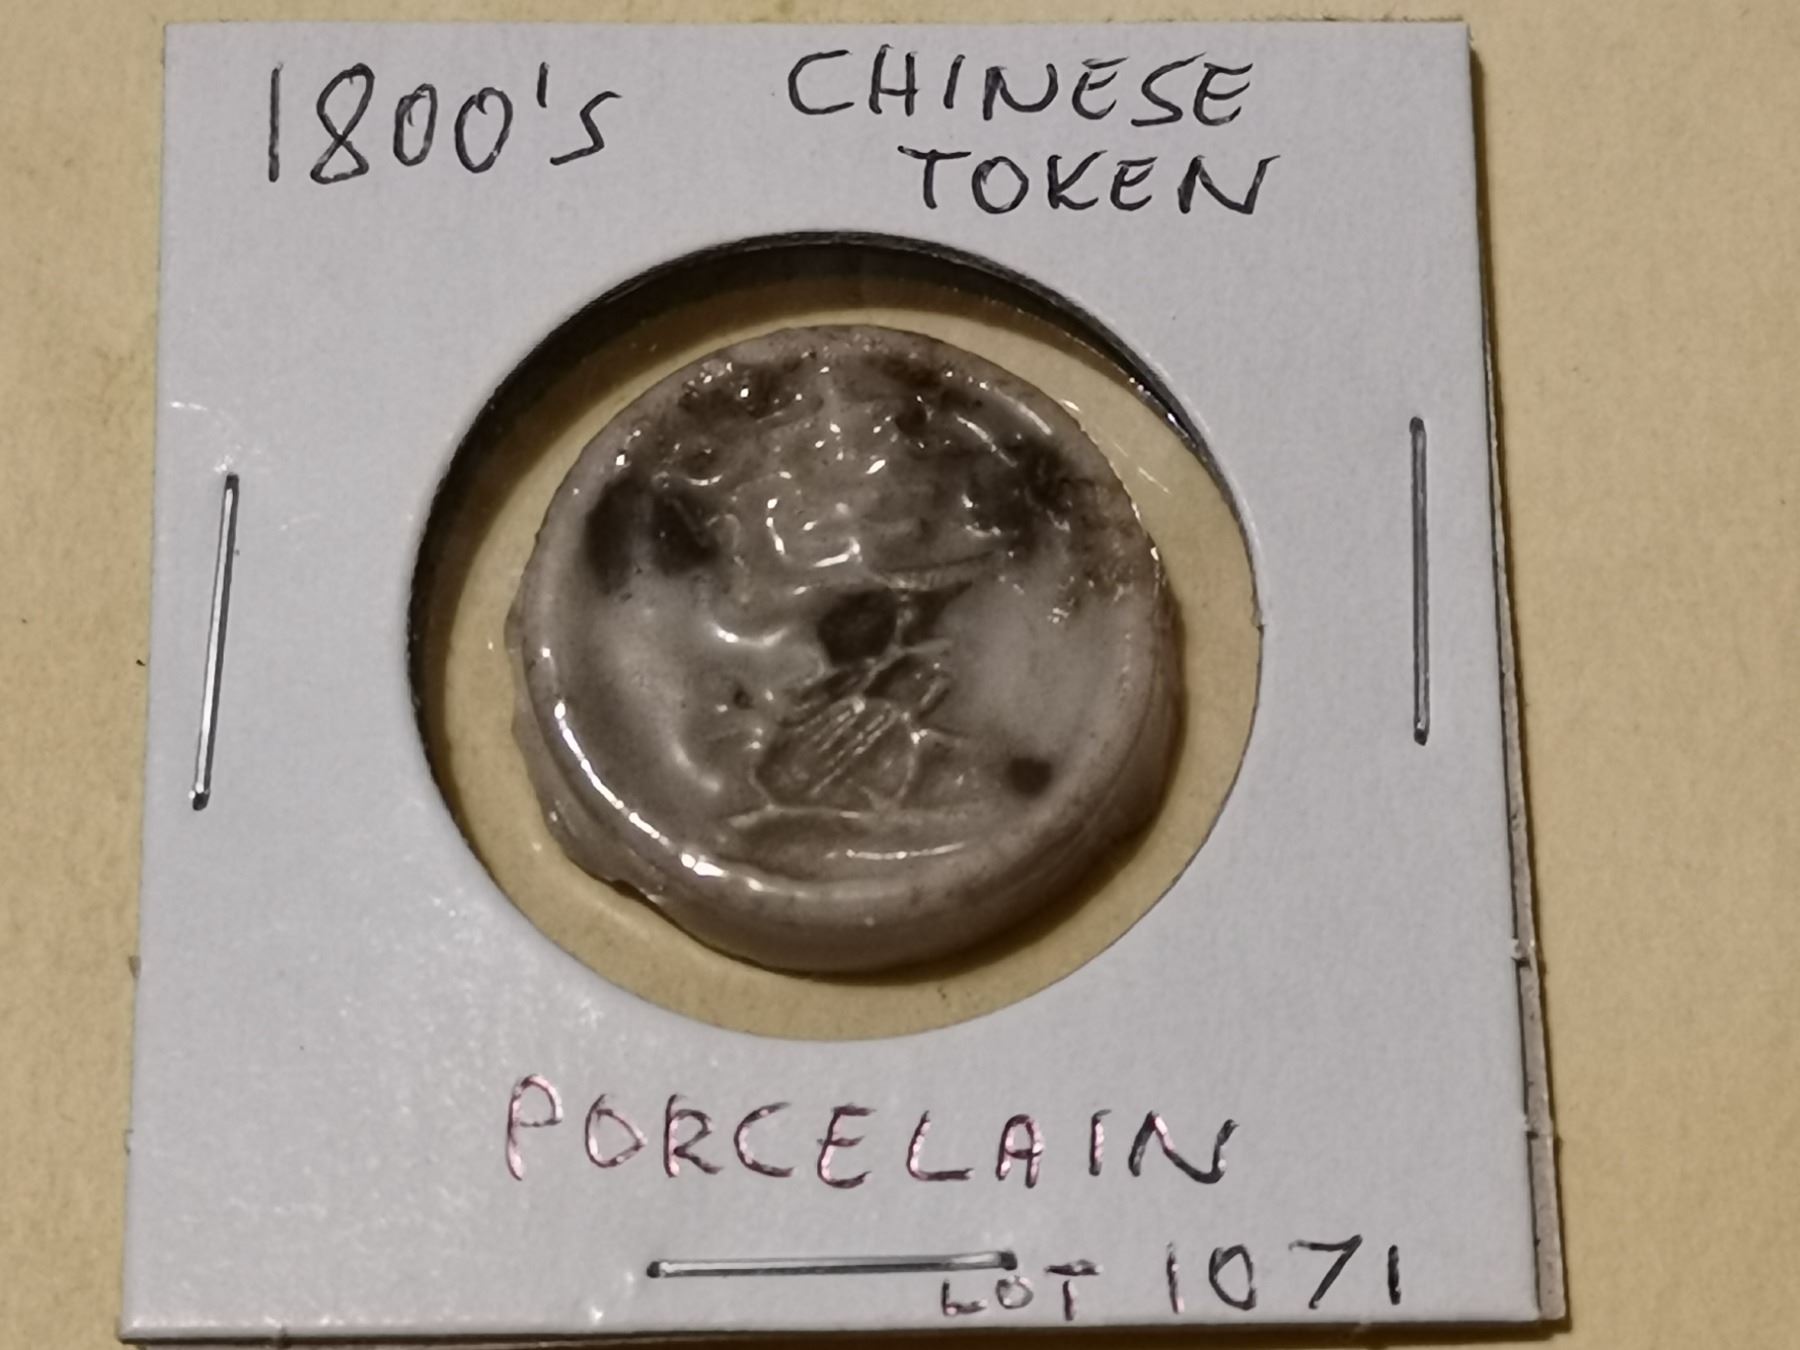 1800's CHINESE
TOKEN
PORCELAIN
LOT 1071